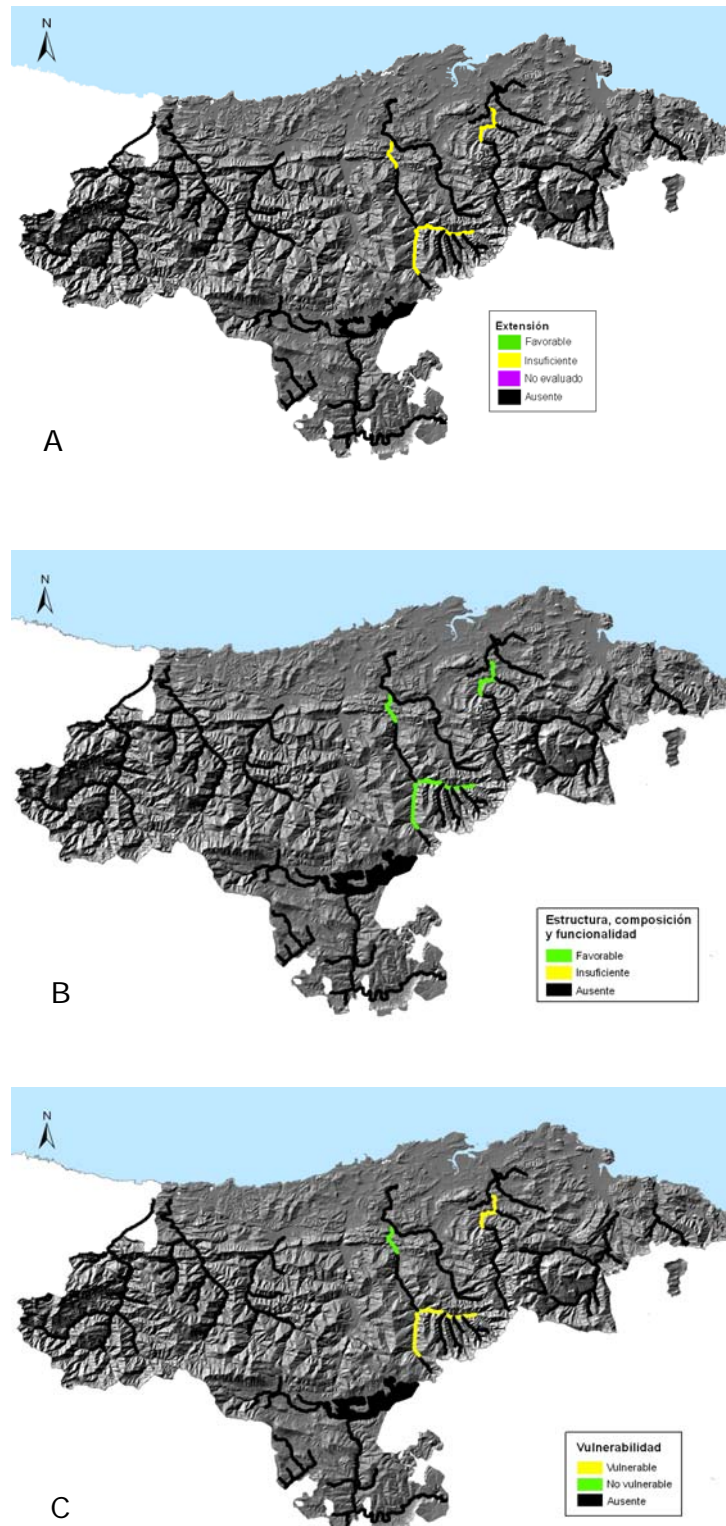 N
Extensión
Favorable
Insuficiente
No evaluado
Ausente
A
N
Estructura, composición
y funcionalidad
Favorable
Insuficiente
Ausente
B
N
Vulnerabilidad
Vulnerable
No vulnerable
Ausente
C